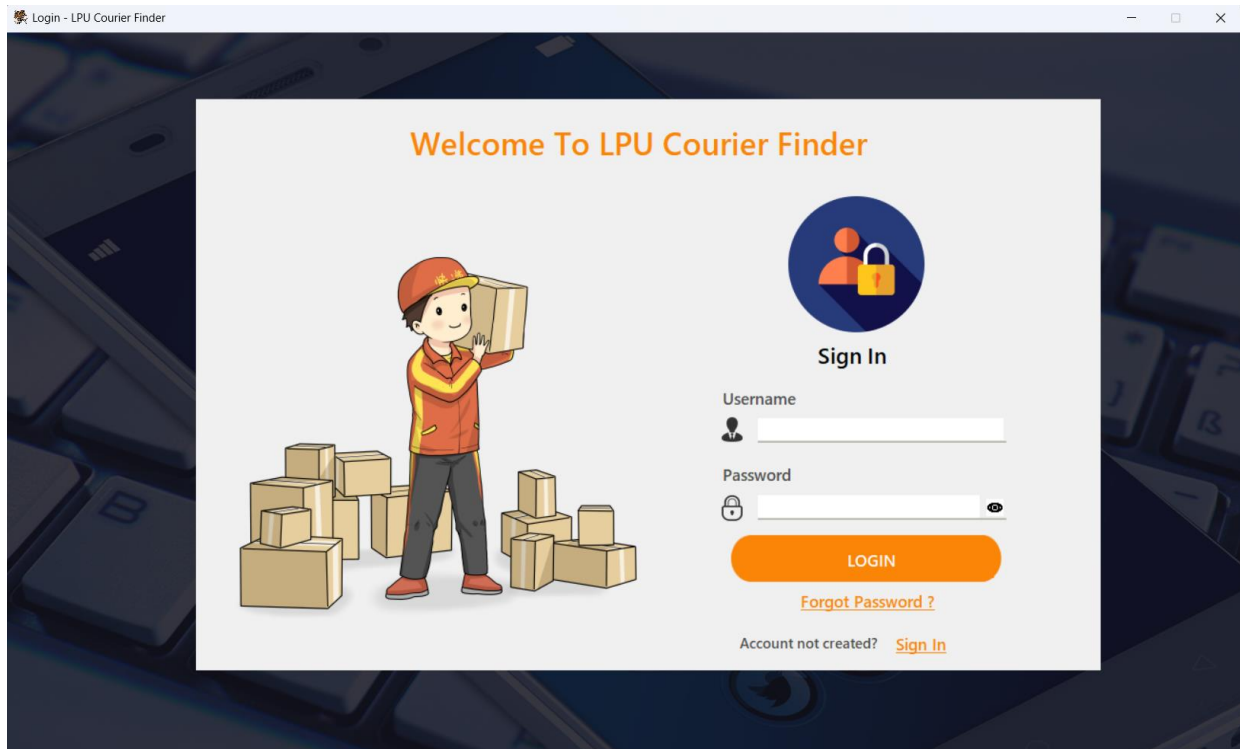 Login - LPU Courier Finder
Welcome To LPU Courier Finder
Sign In
Username
Password
LOGIN
Forgot Password ?
Account not created? Sign In